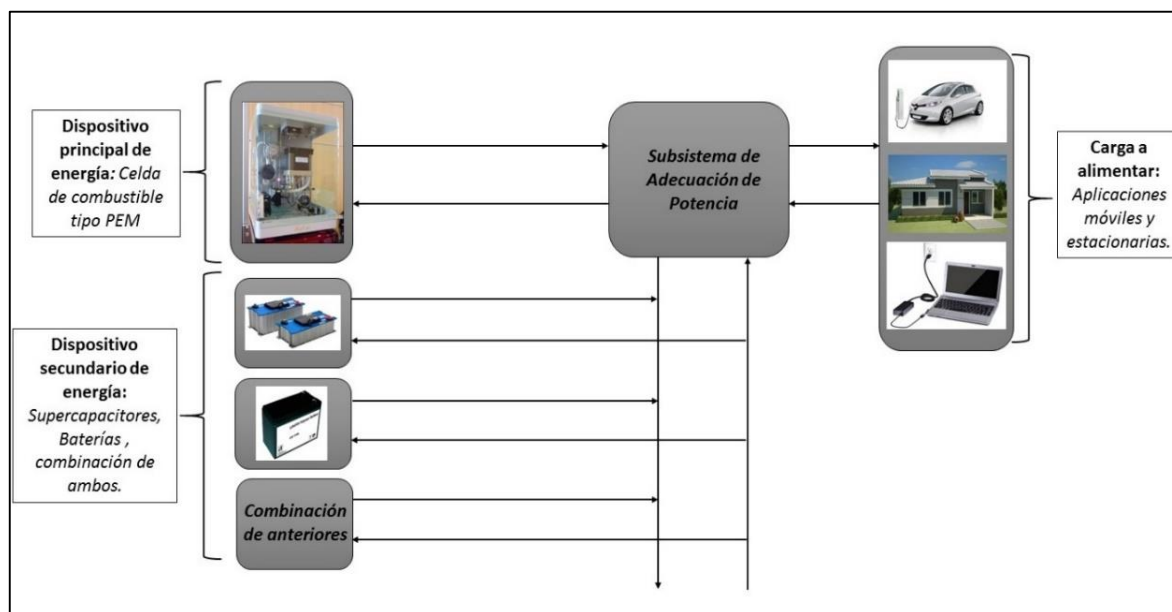 Dispositivo
principal de
energía: Celda
de combustible
tipo PEM
Dispositivo
secundario de
energía:
Supercapacitores,
Baterías ,
combinación de
ambos.
Combinación
de anteriores
Subsistema de
Adecuación de
Potencia
Carga a
alimentar:
Aplicaciones
móviles y
estacionarias.